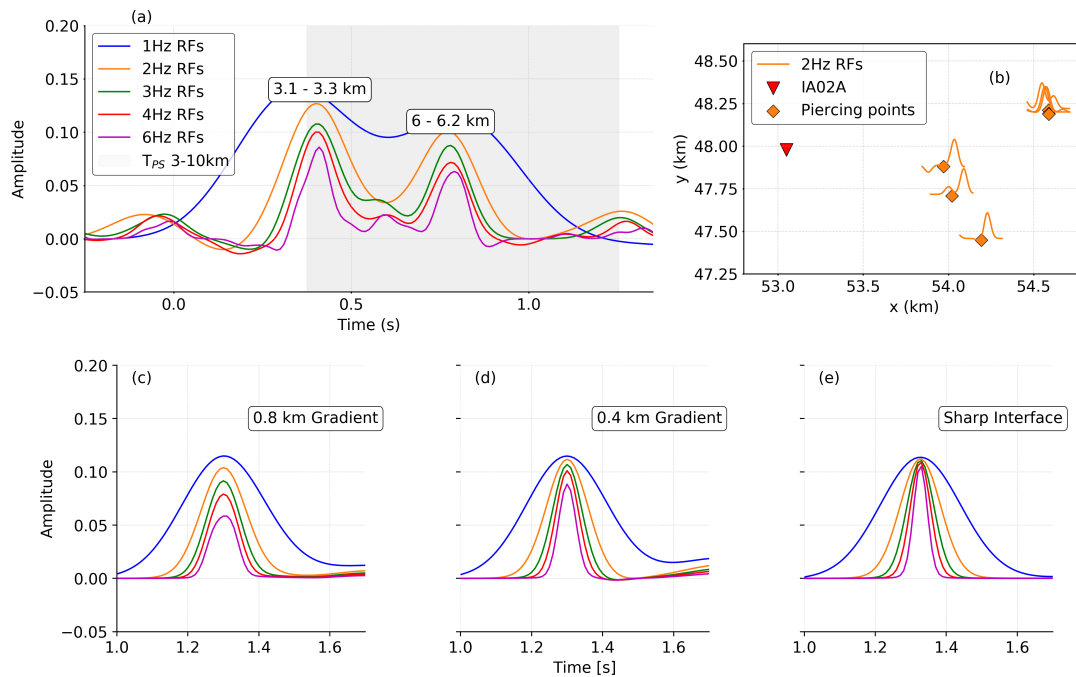 (a)
0.20
0.15
0.10
0.05
0.00
−0.05
Amplitude
1Hz RFs
2Hz RFs
3Hz RFs
4Hz RFs
6Hz RFs
T_PS 3-10km
3.1 - 3.3 km
6 - 6.2 km
0.0
0.5
1.0
Time (s)
(b)
48.50
48.25
48.00
47.75
47.50
47.25
y (km)
2Hz RFs
IA02A
Piercing points
53.0
53.5
54.0
54.5
x (km)
(c)
0.20
0.15
0.10
0.05
0.00
−0.05
Amplitude
0.8 km Gradient
1.0
1.2
1.4
1.6
(d)
0.4 km Gradient
1.0
1.2
1.4
1.6
Time [s]
(e)
Sharp Interface
1.0
1.2
1.4
1.6